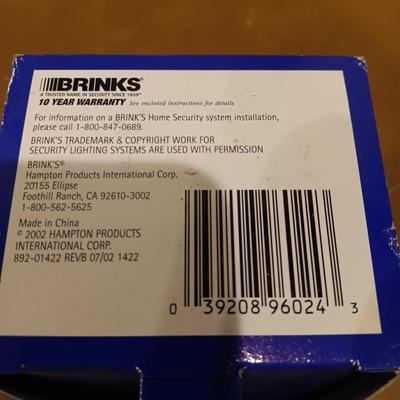 BRINKS®
A TRUSTED NAME IN SECURITY SINCE 1859™
10 YEAR WARRANTY See enclosed instructions for details
For information on a BRINK'S Home Security system installation,
please call 1-800-847-0689.
BRINK'S TRADEMARK & COPYRIGHT WORK FOR
SECURITY LIGHTING SYSTEMS ARE USED WITH PERMISSION
BRINK'S®
Hampton Products International Corp.
20155 Ellipse
Foothill Ranch, CA 92610-3002
1-800-562-5625
Made in China
© 2002 HAMPTON PRODUCTS
INTERNATIONAL CORP.
892-01422 REVB 07/02 1422
0 39208 96024 3